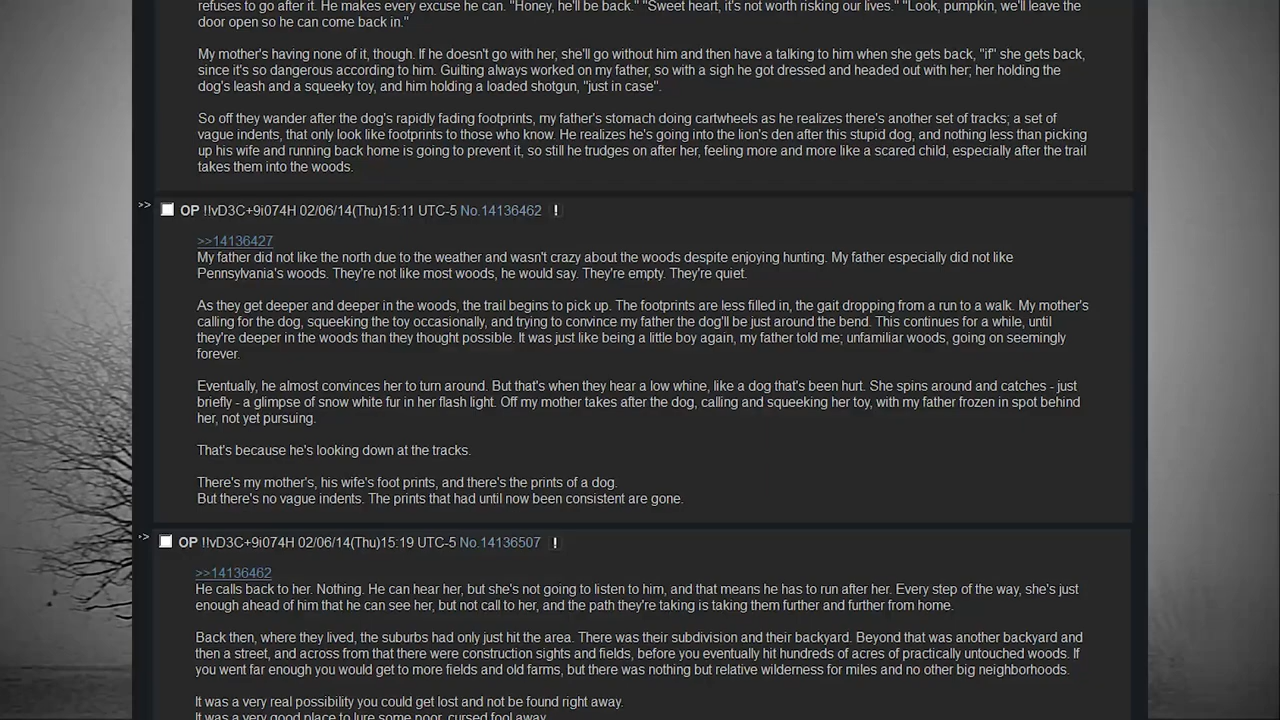 refuses to go after it. He makes every excuse he can. "Honey, he'll be back." "Sweet heart, it's not worth risking our lives." "Look, pumpkin, we'll leave the
door open so he can come back in."
My mother's having none of it, though. If he doesn't go with her, she'll go without him and then have a talking to him when she gets back, "if" she gets back,
since it's so dangerous according to him. Guilting always worked on my father, so with a sigh he got dressed and headed out with her; her holding the
dog's leash and a squeeky toy, and him holding a loaded shotgun, "just in case".
So off they wander after the dog's rapidly fading footprints, my father's stomach doing cartwheels as he realizes there's another set of tracks; a set of
vague indents, that only look like footprints to those who know. He realizes he's going into the lion's den after this stupid dog, and nothing less than picking
up his wife and running back home is going to prevent it, so still he trudges on after her, feeling more and more like a scared child, especially after the trail
takes them into the woods.
>> OP !!vD3C+9i074H 02/06/14(Thu)15:11 UTC-5 No.14136462 !
>>14136427
My father did not like the north due to the weather and wasn't crazy about the woods despite enjoying hunting. My father especially did not like
Pennsylvania's woods. They're not like most woods, he would say. They're empty. They're quiet.
As they get deeper and deeper in the woods, the trail begins to pick up. The footprints are less filled in, the gait dropping from a run to a walk. My mother's
calling for the dog, squeeking the toy occasionally, and trying to convince my father the dog'll be just around the bend. This continues for a while, until
they're deeper in the woods than they thought possible. It was just like being a little boy again, my father told me; unfamiliar woods, going on seemingly
forever.
Eventually, he almost convinces her to turn around. But that's when they hear a low whine, like a dog that's been hurt. She spins around and catches - just
briefly - a glimpse of snow white fur in her flash light. Off my mother takes after the dog, calling and squeeking her toy, with my father frozen in spot behind
her, not yet pursuing.
That's because he's looking down at the tracks.
There's my mother's, his wife's foot prints, and there's the prints of a dog.
But there's no vague indents. The prints that had until now been consistent are gone.
>> OP !!vD3C+9i074H 02/06/14(Thu)15:19 UTC-5 No.14136507 !
>>14136462
He calls back to her. Nothing. He can hear her, but she's not going to listen to him, and that means he has to run after her. Every step of the way, she's just
enough ahead of him that he can see her, but not call to her, and the path they're taking is taking them further and further from home.
Back then, where they lived, the suburbs had only just hit the area. There was their subdivision and their backyard. Beyond that was another backyard and
then a street, and across from that there were construction sights and fields, before you eventually hit hundreds of acres of practically untouched woods. If
you went far enough you would get to more fields and old farms, but there was nothing but relative wilderness for miles and no other big neighborhoods.
It was a very real possibility you could get lost and not be found right away.
It was a very good place to lure some poor, cursed fool away.